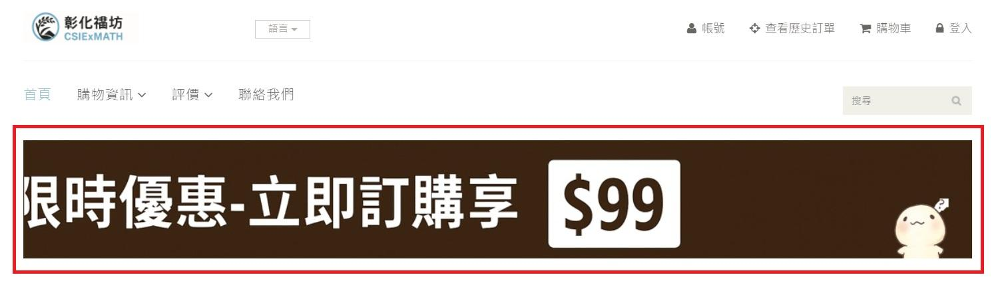 彰化福坊
CSIExMATH
語言
帳號
查看歷史訂單
購物車
登入
首頁
購物資訊
評價
聯絡我們
搜尋
限時優惠-立即訂購享 $99
?